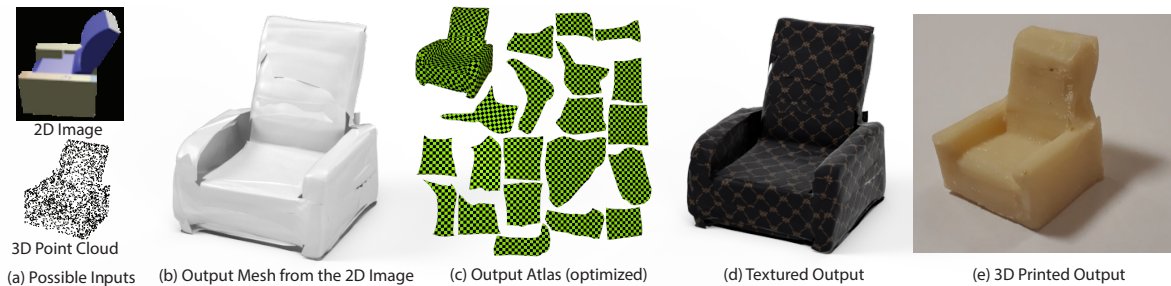 2D Image
3D Point Cloud
(a) Possible Inputs
(b) Output Mesh from the 2D Image
(c) Output Atlas (optimized)
(d) Textured Output
(e) 3D Printed Output